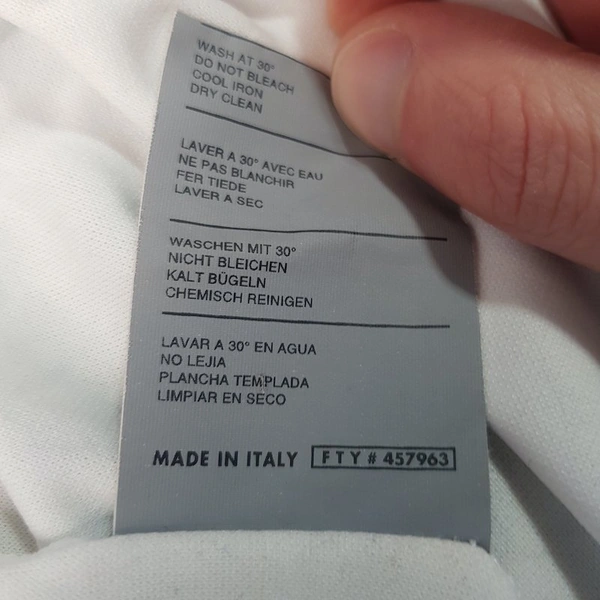 WASH AT 30°
DO NOT BLEACH
COOL IRON
DRY CLEAN
LAVER A 30° AVEC EAU
NE PAS BLANCHIR
FER TIEDE
LAVER A SEC
WASCHEN MIT 30°
NICHT BLEICHEN
KALT BÜGELN
CHEMISCH REINIGEN
LAVAR A 30° EN AGUA
NO LEJIA
PLANCHA TEMPLADA
LIMPIAR EN SECO
MADE IN ITALY FTY # 457963